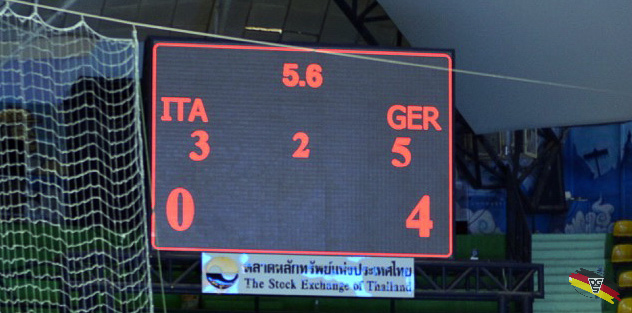 5.6
ITA GER
3 2 5
0 4
ตลาดหลักทรัพย์แห่งประเทศไทย
The Stock Exchange of Thailand